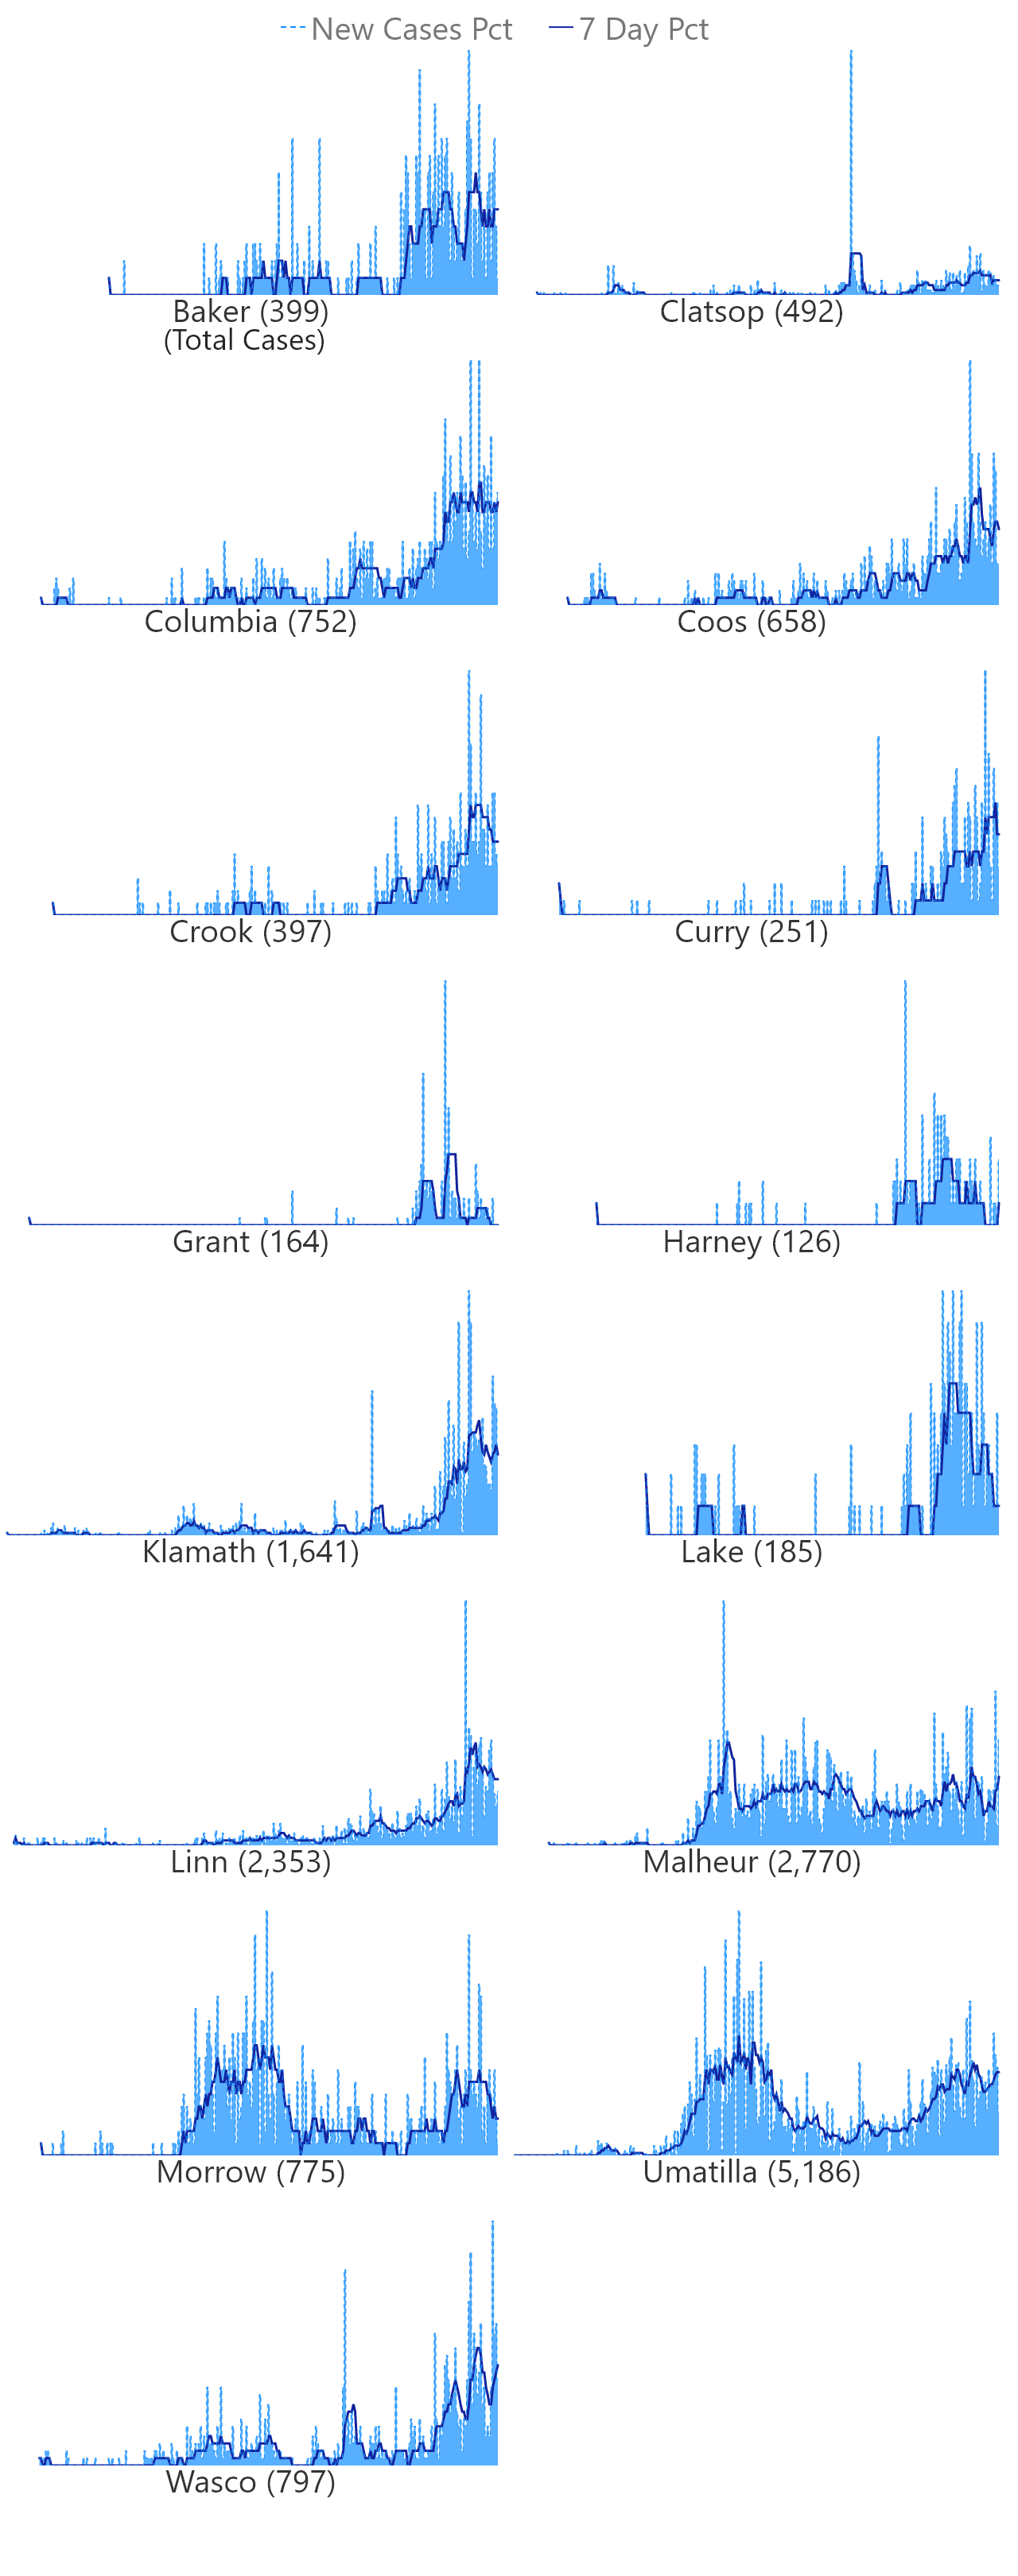 New Cases Pct 7 Day Pct
Baker (399) Clatsop (492)
(Total Cases)
Columbia (752) Coos (658)
Crook (397) Curry (251)
Grant (164) Harney (126)
Klamath (1,641) Lake (185)
Linn (2,353) Malheur (2,770)
Morrow (775) Umatilla (5,186)
Wasco (797)